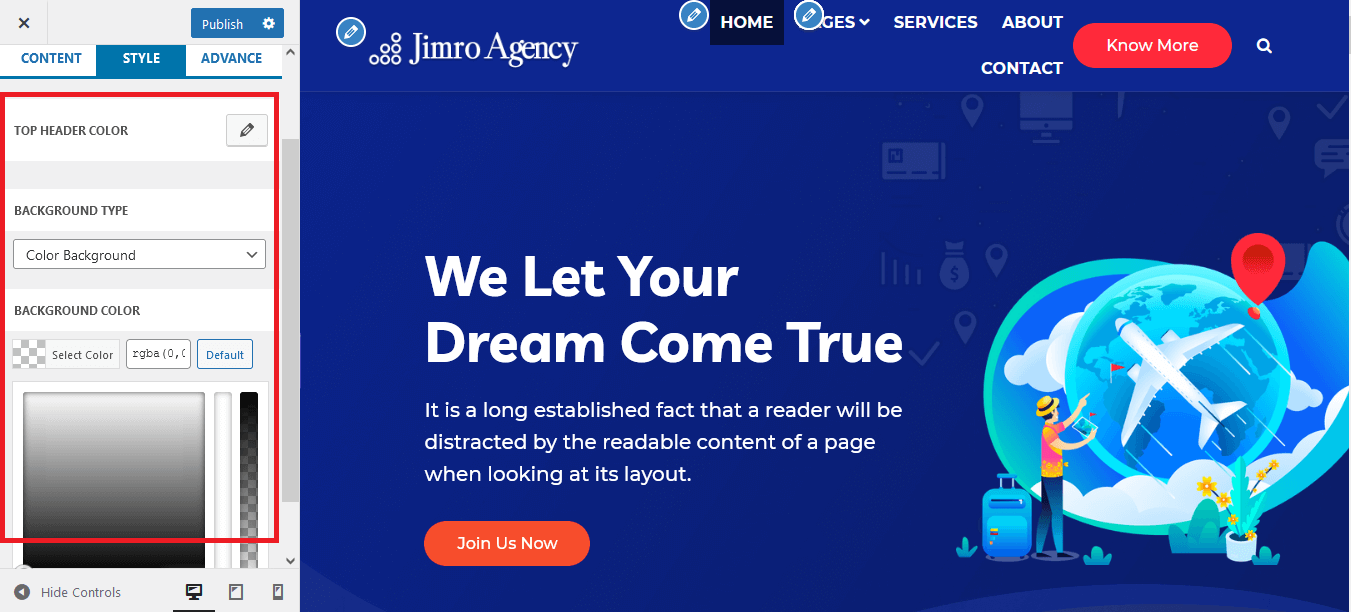 Publish
CONTENT STYLE ADVANCE
TOP HEADER COLOR
BACKGROUND TYPE
Color Background
BACKGROUND COLOR
Select Color rgba(0,0 Default
Hide Controls
Jimro Agency
HOME GES SERVICES ABOUT
CONTACT
Know More
We Let Your
Dream Come True
It is a long established fact that a reader will be
distracted by the readable content of a page
when looking at its layout.
Join Us Now